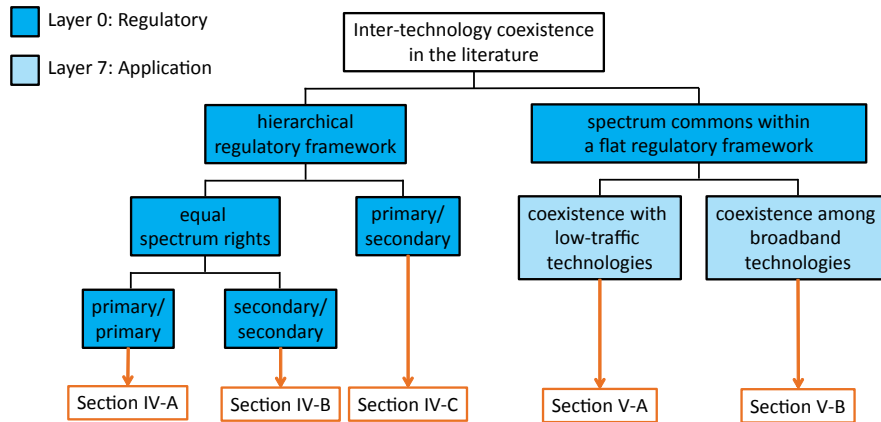 Layer 0: Regulatory
Layer 7: Application
Inter-technology coexistence
in the literature
hierarchical
regulatory framework
spectrum commons within
a flat regulatory framework
equal
spectrum rights
primary/
secondary
coexistence with
low-traffic
technologies
coexistence among
broadband
technologies
primary/
primary
secondary/
secondary
Section IV-A
Section IV-B
Section IV-C
Section V-A
Section V-B